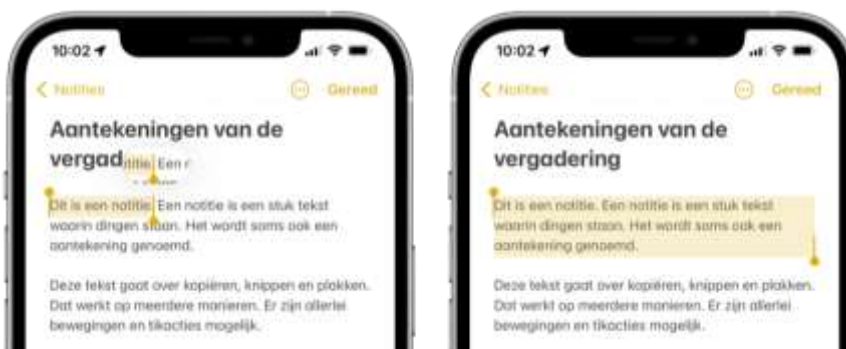 10:02
Notities
Gereed
Aantekeningen van de
vergad
notitie. Een n
Dit is een notitie. Een notitie is een stuk tekst
waarin dingen staan. Het wordt soms ook een
aantekening genoemd.
Deze tekst gaat over kopiëren, knippen en plakken.
Dat werkt op meerdere manieren. Er zijn allerlei
bewegingen en tikacties mogelijk.
10:02
Notities
Gereed
Aantekeningen van de
vergadering
Dit is een notitie. Een notitie is een stuk tekst
waarin dingen staan. Het wordt soms ook een
aantekening genoemd.
Deze tekst gaat over kopiëren, knippen en plakken.
Dat werkt op meerdere manieren. Er zijn allerlei
bewegingen en tikacties mogelijk.